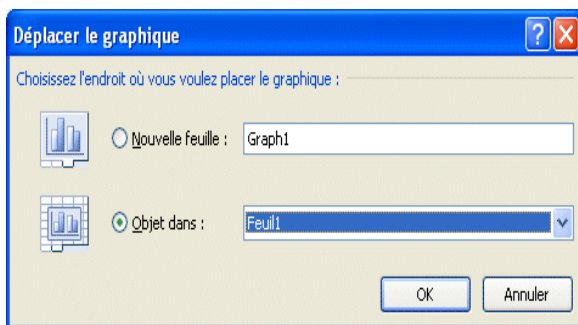 Déplacer le graphique
Choisissez l'endroit où vous voulez placer le graphique :
Nouvelle feuille : Graph1
Objet dans : Feuil1
OK Annuler